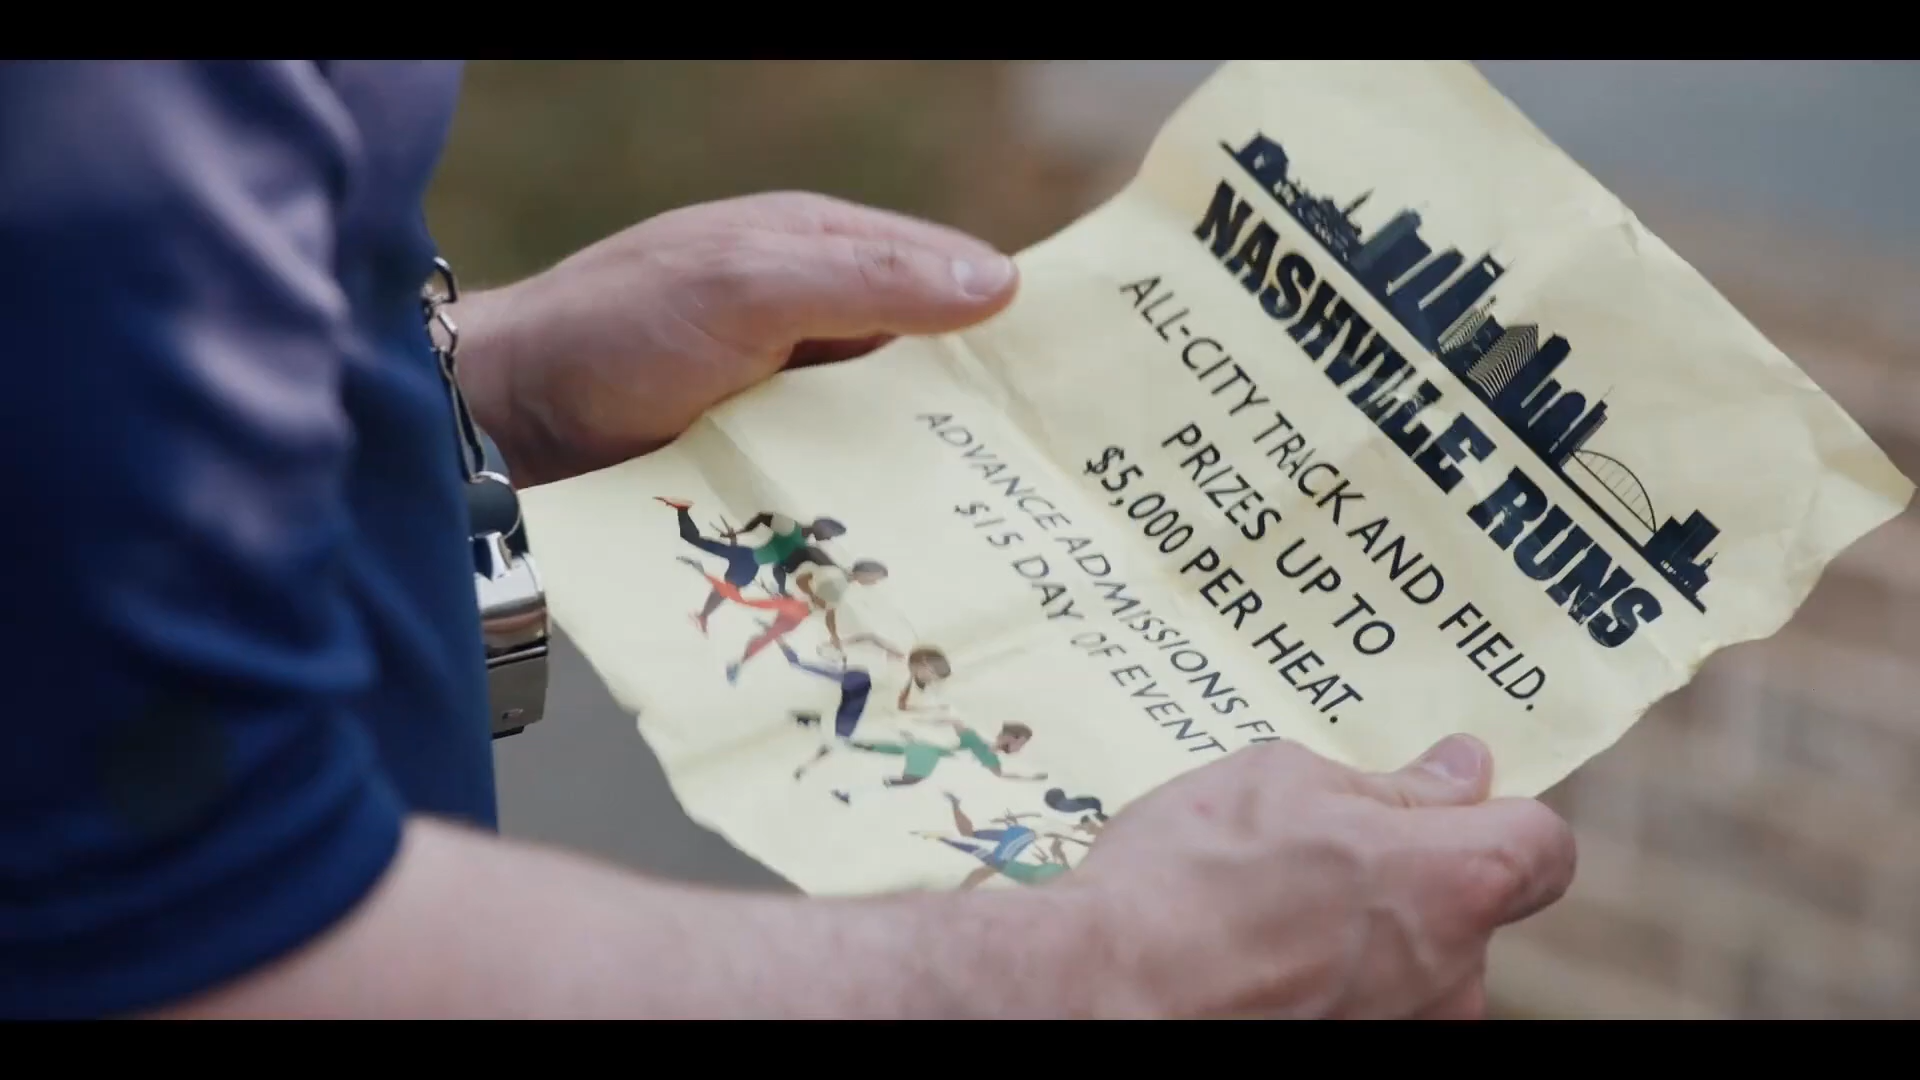 NASHVILLE RUNS
ALL-CITY TRACK AND FIELD.
PRIZES UP TO
$5,000 PER HEAT.
ADVANCE ADMISSIONS
$15 DAY OF EVENT